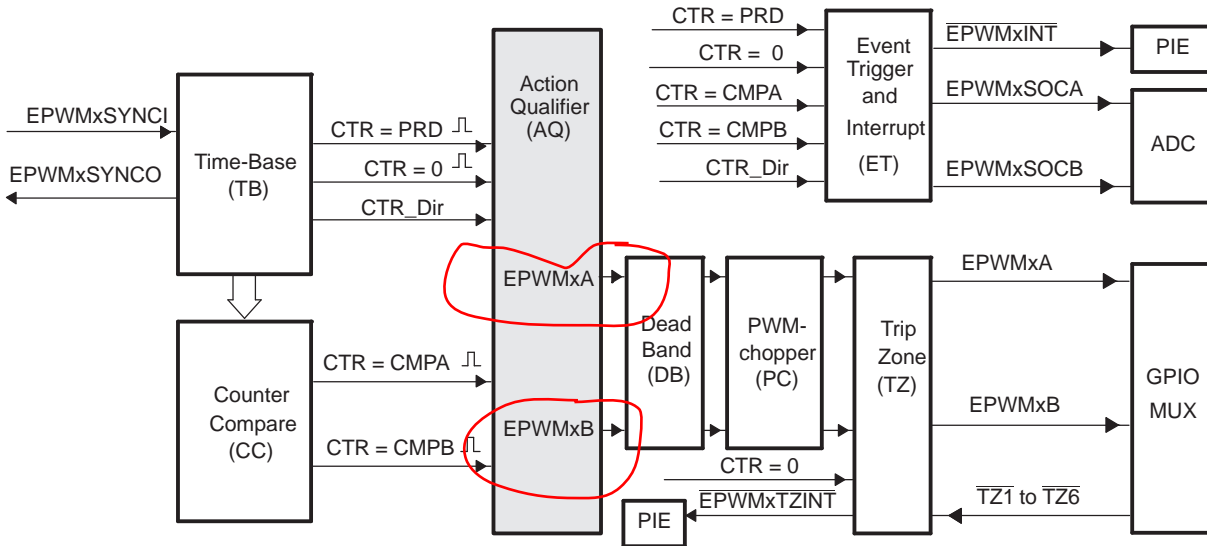 EPWMxSYNCI
EPWMxSYNCO
Time-Base
(TB)
CTR = PRD
CTR = 0
CTR_Dir
Counter
Compare
(CC)
CTR = CMPA
CTR = CMPB
Action
Qualifier
(AQ)
EPWMxA
EPWMxB
CTR = PRD
CTR = 0
CTR = CMPA
CTR = CMPB
CTR_Dir
Event
Trigger
and
Interrupt
(ET)
EPWMxINT
EPWMxSOCA
EPWMxSOCB
PIE
ADC
Dead
Band
(DB)
PWM-
chopper
(PC)
Trip
Zone
(TZ)
CTR = 0
EPWMxTZINT
PIE
EPWMxA
EPWMxB
TZ1 to TZ6
GPIO
MUX